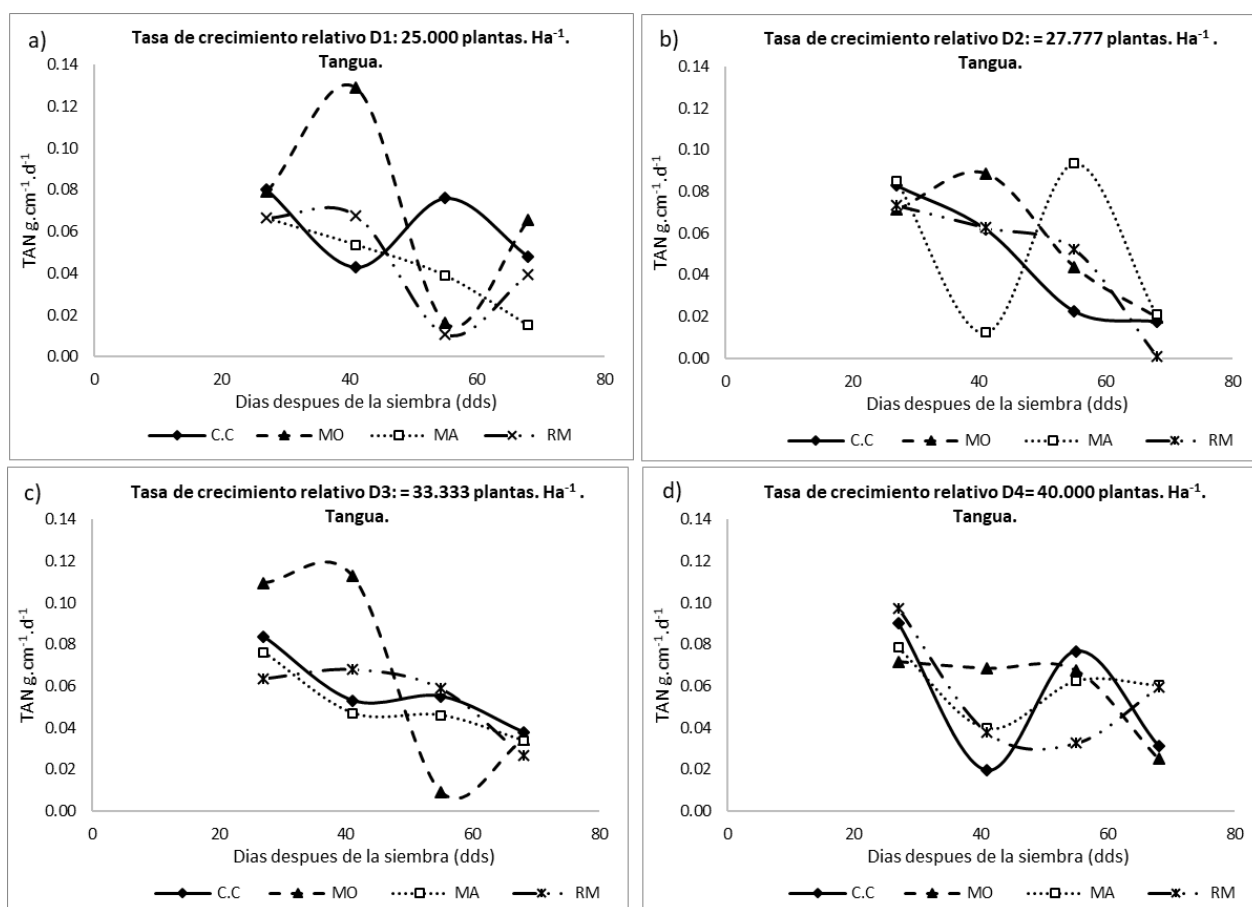 a)
Tasa de crecimiento relativo D1: 25.000 plantas. Ha⁻¹.
Tangua.
TAN g.cm⁻¹.d⁻¹
0.14
0.12
0.10
0.08
0.06
0.04
0.02
0.00
0 20 40 60 80
Dias despues de la siembra (dds)
C.C MO MA RM
b)
Tasa de crecimiento relativo D2: = 27.777 plantas. Ha⁻¹ .
Tangua.
TAN g.cm⁻¹.d⁻¹
0.14
0.12
0.10
0.08
0.06
0.04
0.02
0.00
0 20 40 60 80
Dias despues de la siembra (dds)
C.C MO MA RM
c)
Tasa de crecimiento relativo D3: = 33.333 plantas. Ha⁻¹ .
Tangua.
TAN g.cm⁻¹.d⁻¹
0.14
0.12
0.10
0.08
0.06
0.04
0.02
0.00
0 20 40 60 80
Dias despues de la siembra (dds)
C.C MO MA RM
d)
Tasa de crecimiento relativo D4= 40.000 plantas. Ha⁻¹.
Tangua.
TAN g.cm⁻¹.d⁻¹
0.14
0.12
0.10
0.08
0.06
0.04
0.02
0.00
0 20 40 60 80
Dias despues de la siembra (dds)
C.C MO MA RM